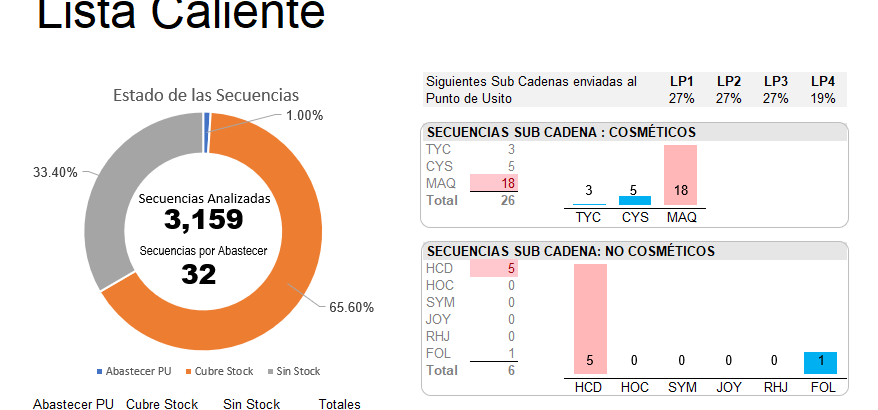 Lista Caliente
Estado de las Secuencias
1.00%
33.40%
65.60%
Secuencias Analizadas
3,159
Secuencias por Abastecer
32
Abastecer PU Cubre Stock Sin Stock
Abastecer PU Cubre Stock Sin Stock Totales
Siguientes Sub Cadenas enviadas al LP1 LP2 LP3 LP4
Punto de Usito 27% 27% 27% 19%
SECUENCIAS SUB CADENA : COSMÉTICOS
TYC 3
CYS 5
MAQ 18
Total 26
3 5 18
TYC CYS MAQ
SECUENCIAS SUB CADENA: NO COSMÉTICOS
HCD 5
HOC 0
SYM 0
JOY 0
RHJ 0
FOL 1
Total 6
5 0 0 0 0 1
HCD HOC SYM JOY RHJ FOL